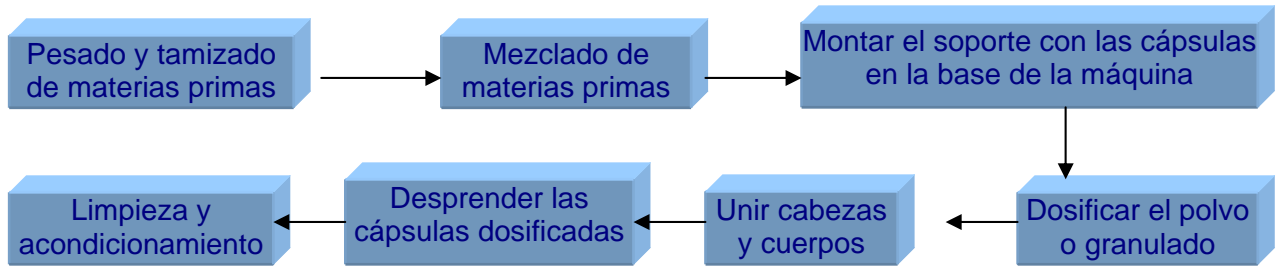 Pesado y tamizado
de materias primas
Mezclado de
materias primas
Montar el soporte con las cápsulas
en la base de la máquina
Dosificar el polvo
o granulado
Unir cabezas
y cuerpos
Desprender las
cápsulas dosificadas
Limpieza y
acondicionamiento